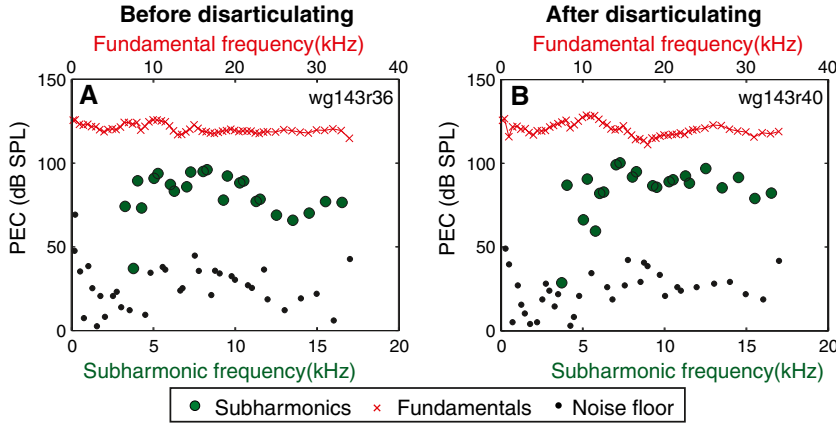 Before disarticulating
After disarticulating
Fundamental frequency(kHz)
Fundamental frequency(kHz)
0 10 20 30 40
0 10 20 30 40
150
100
50
0
PEC (dB SPL)
A
wg143r36
0 5 10 15 20
Subharmonic frequency(kHz)
150
100
50
0
PEC (dB SPL)
B
wg143r40
0 5 10 15 20
Subharmonic frequency(kHz)
Subharmonics Fundamentals Noise floor